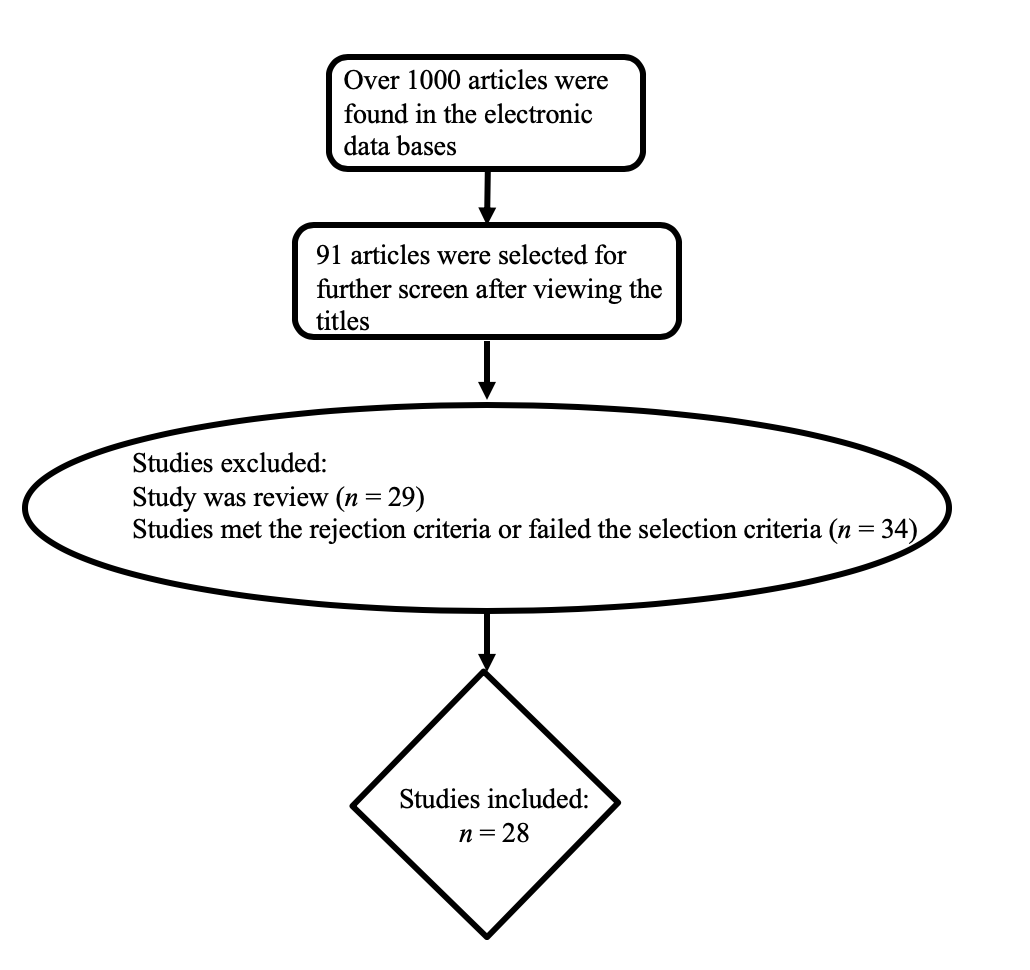 Over 1000 articles were
found in the electronic
data bases
91 articles were selected for
further screen after viewing the
titles
Studies excluded:
Study was review (n = 29)
Studies met the rejection criteria or failed the selection criteria (n = 34)
Studies included:
n = 28